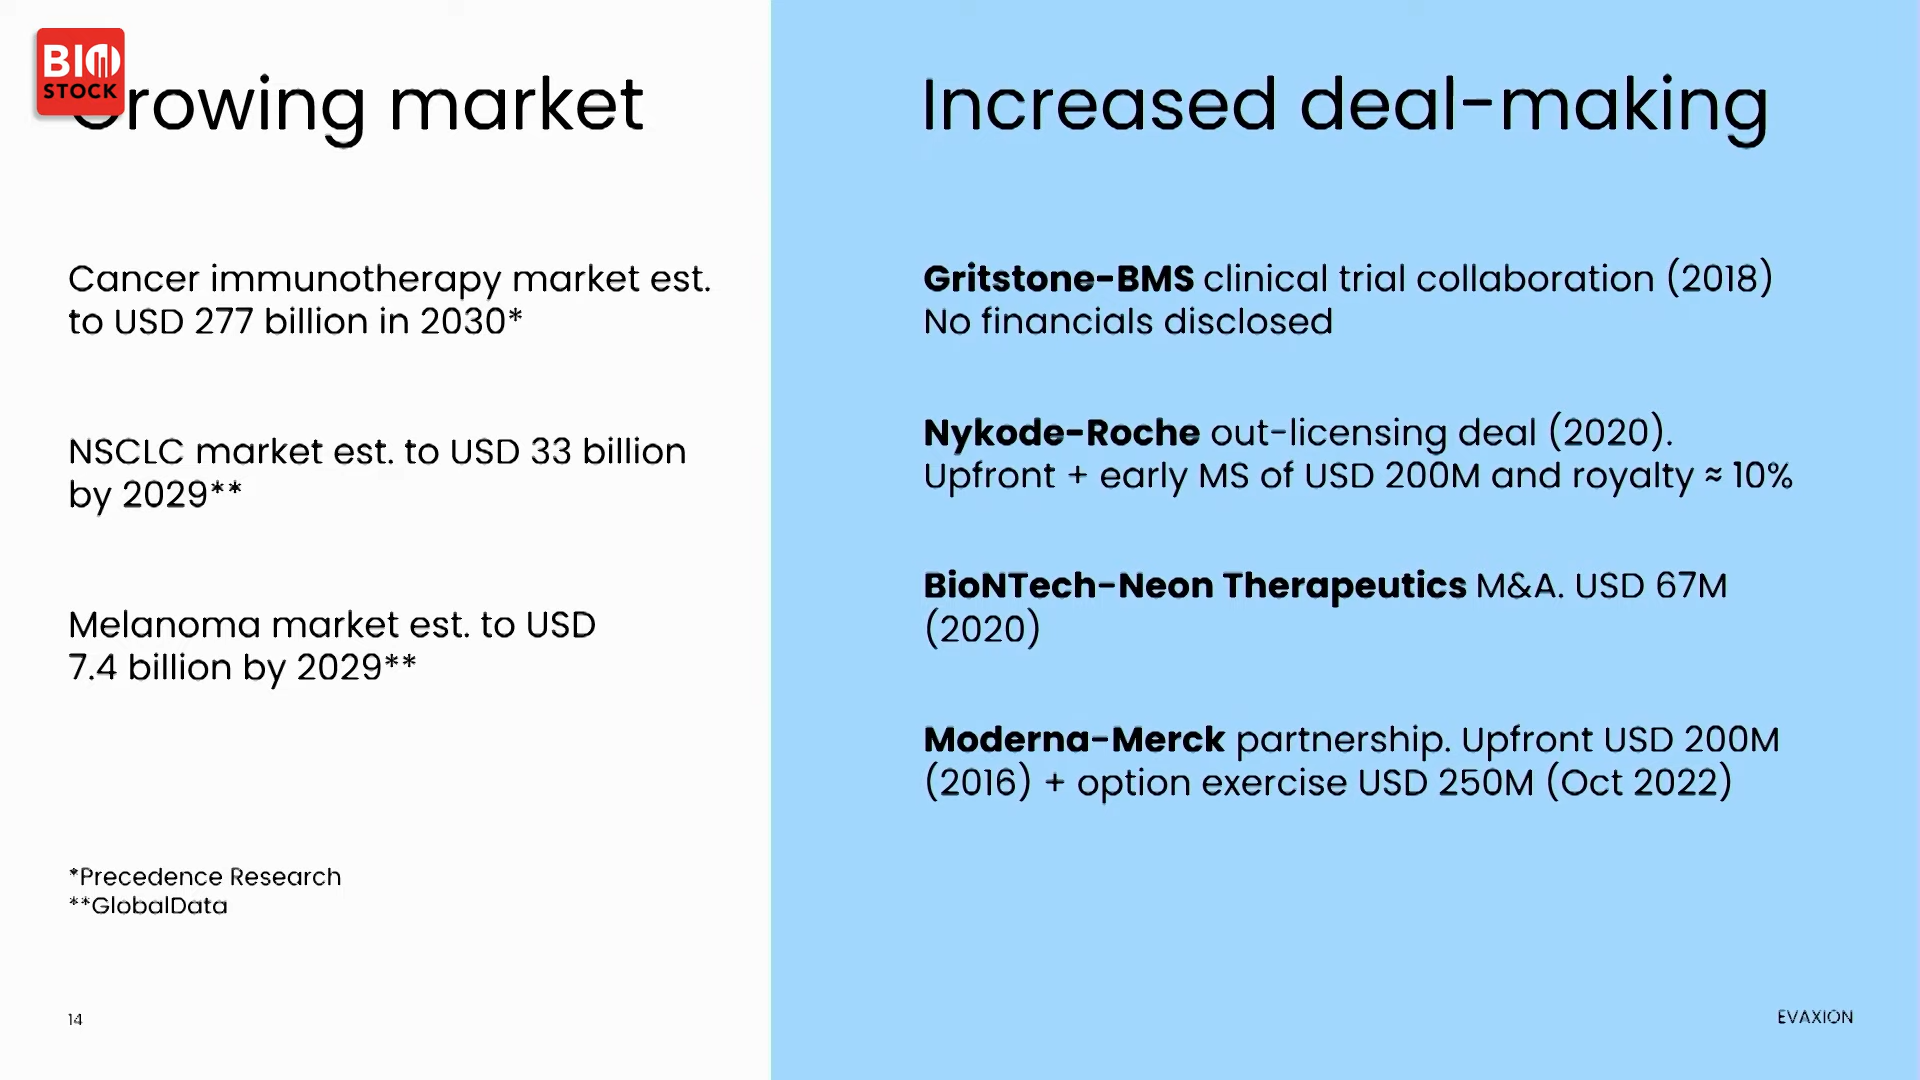 BIO
STOCK
Growing market
Cancer immunotherapy market est.
to USD 277 billion in 2030*
NSCLC market est. to USD 33 billion
by 2029**
Melanoma market est. to USD
7.4 billion by 2029**
*Precedence Research
**GlobalData
14
Increased deal-making
Gritstone-BMS clinical trial collaboration (2018)
No financials disclosed
Nykode-Roche out-licensing deal (2020).
Upfront + early MS of USD 200M and royalty ≈ 10%
BioNTech-Neon Therapeutics M&A. USD 67M
(2020)
Moderna-Merck partnership. Upfront USD 200M
(2016) + option exercise USD 250M (Oct 2022)
EVAXION